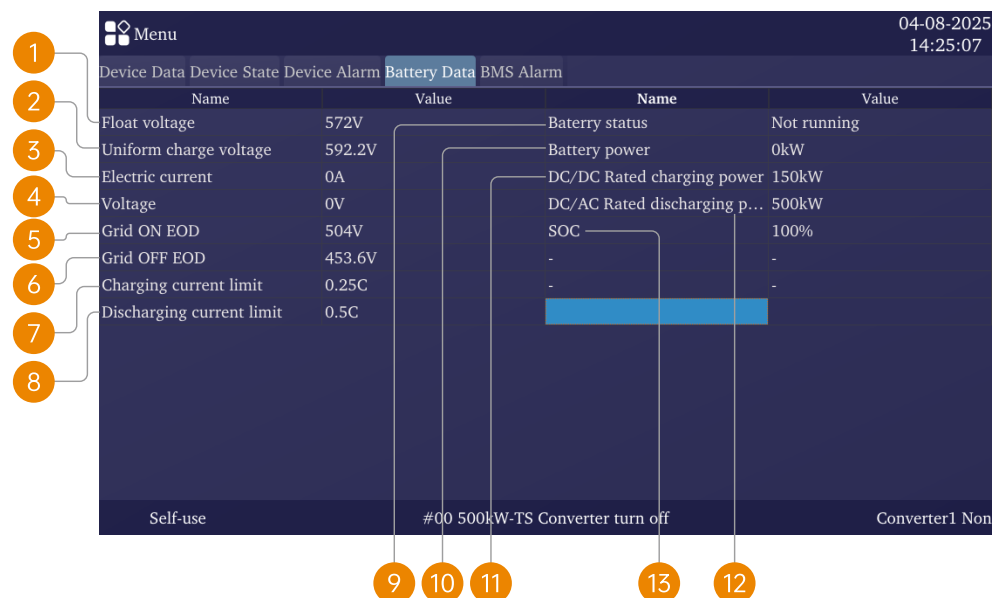 Menu
04-08-2025
14:25:07
Device Data Device State Device Alarm Battery Data BMS Alarm
Name Value Name Value
Float voltage 572V Baterry status Not running
Uniform charge voltage 592.2V Battery power 0kW
Electric current 0A DC/DC Rated charging power 150kW
Voltage 0V DC/AC Rated discharging p... 500kW
Grid ON EOD 504V SOC 100%
Grid OFF EOD 453.6V - -
Charging current limit 0.25C - -
Discharging current limit 0.5C
Self-use #00 500kW-TS Converter turn off Converter1 Non
1
2
3
4
5
6
7
8
9 10 11 13 12